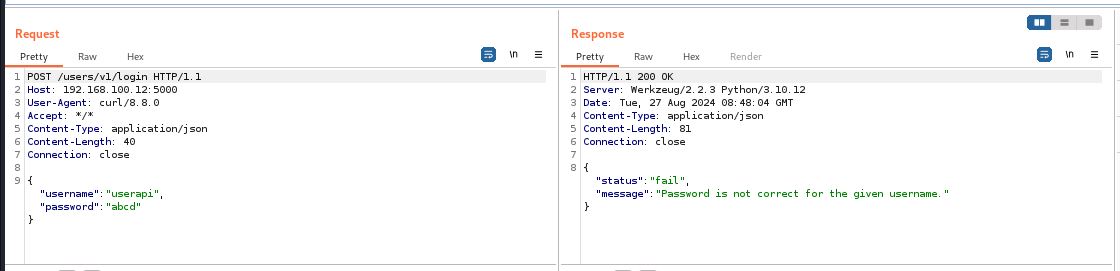 Request
Pretty Raw Hex
\n
1 POST /users/v1/login HTTP/1.1
2 Host: 192.168.100.12:5000
3 User-Agent: curl/8.8.0
4 Accept: */*
5 Content-Type: application/json
6 Content-Length: 40
7 Connection: close
8
9 {
"username":"userapi",
"password":"abcd"
}
Response
Pretty Raw Hex Render
\n
1 HTTP/1.1 200 OK
2 Server: Werkzeug/2.2.3 Python/3.10.12
3 Date: Tue, 27 Aug 2024 08:48:04 GMT
4 Content-Type: application/json
5 Content-Length: 81
6 Connection: close
7
8 {
"status":"fail",
"message":"Password is not correct for the given username."
}